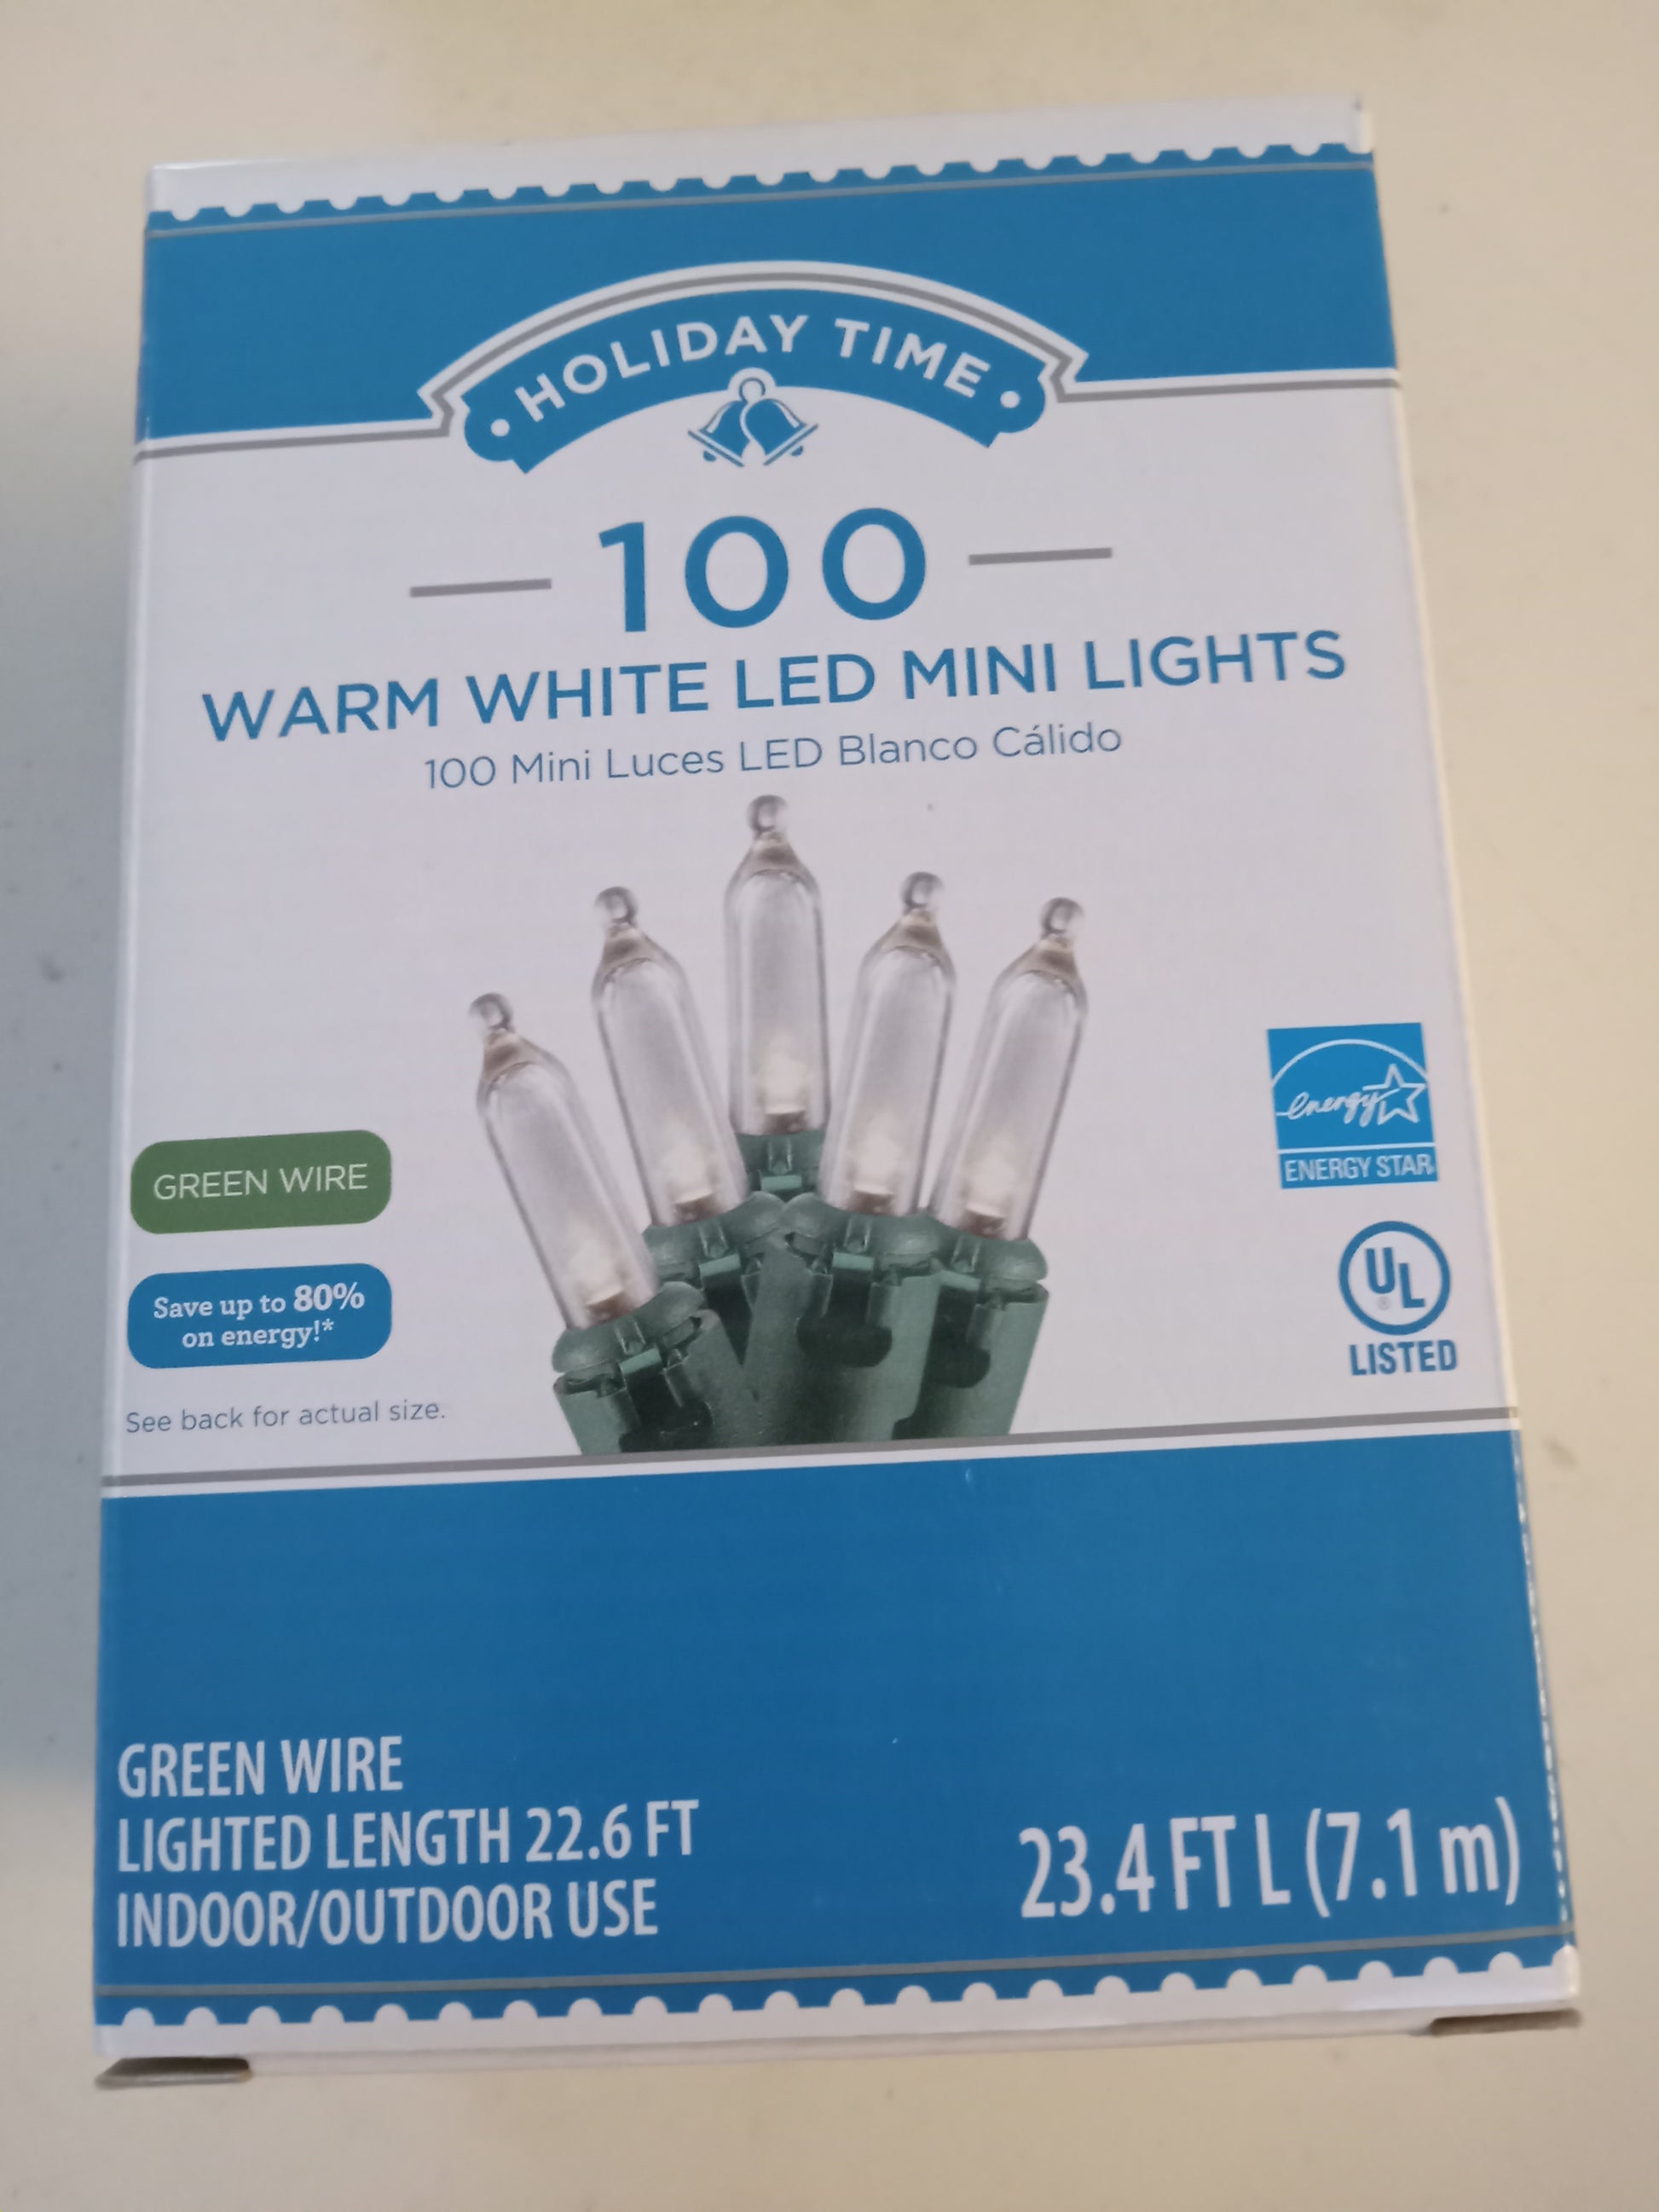 HOLIDAY TIME
100
WARM WHITE LED MINI LIGHTS
100 Mini Luces LED Blanco Cálido
energy
ENERGY STAR
GREEN WIRE
UL
®
LISTED
Save up to 80%
on energy!*
See back for actual size.
GREEN WIRE
LIGHTED LENGTH 22.6 FT
INDOOR/OUTDOOR USE
23.4 FT L (7.1 m)